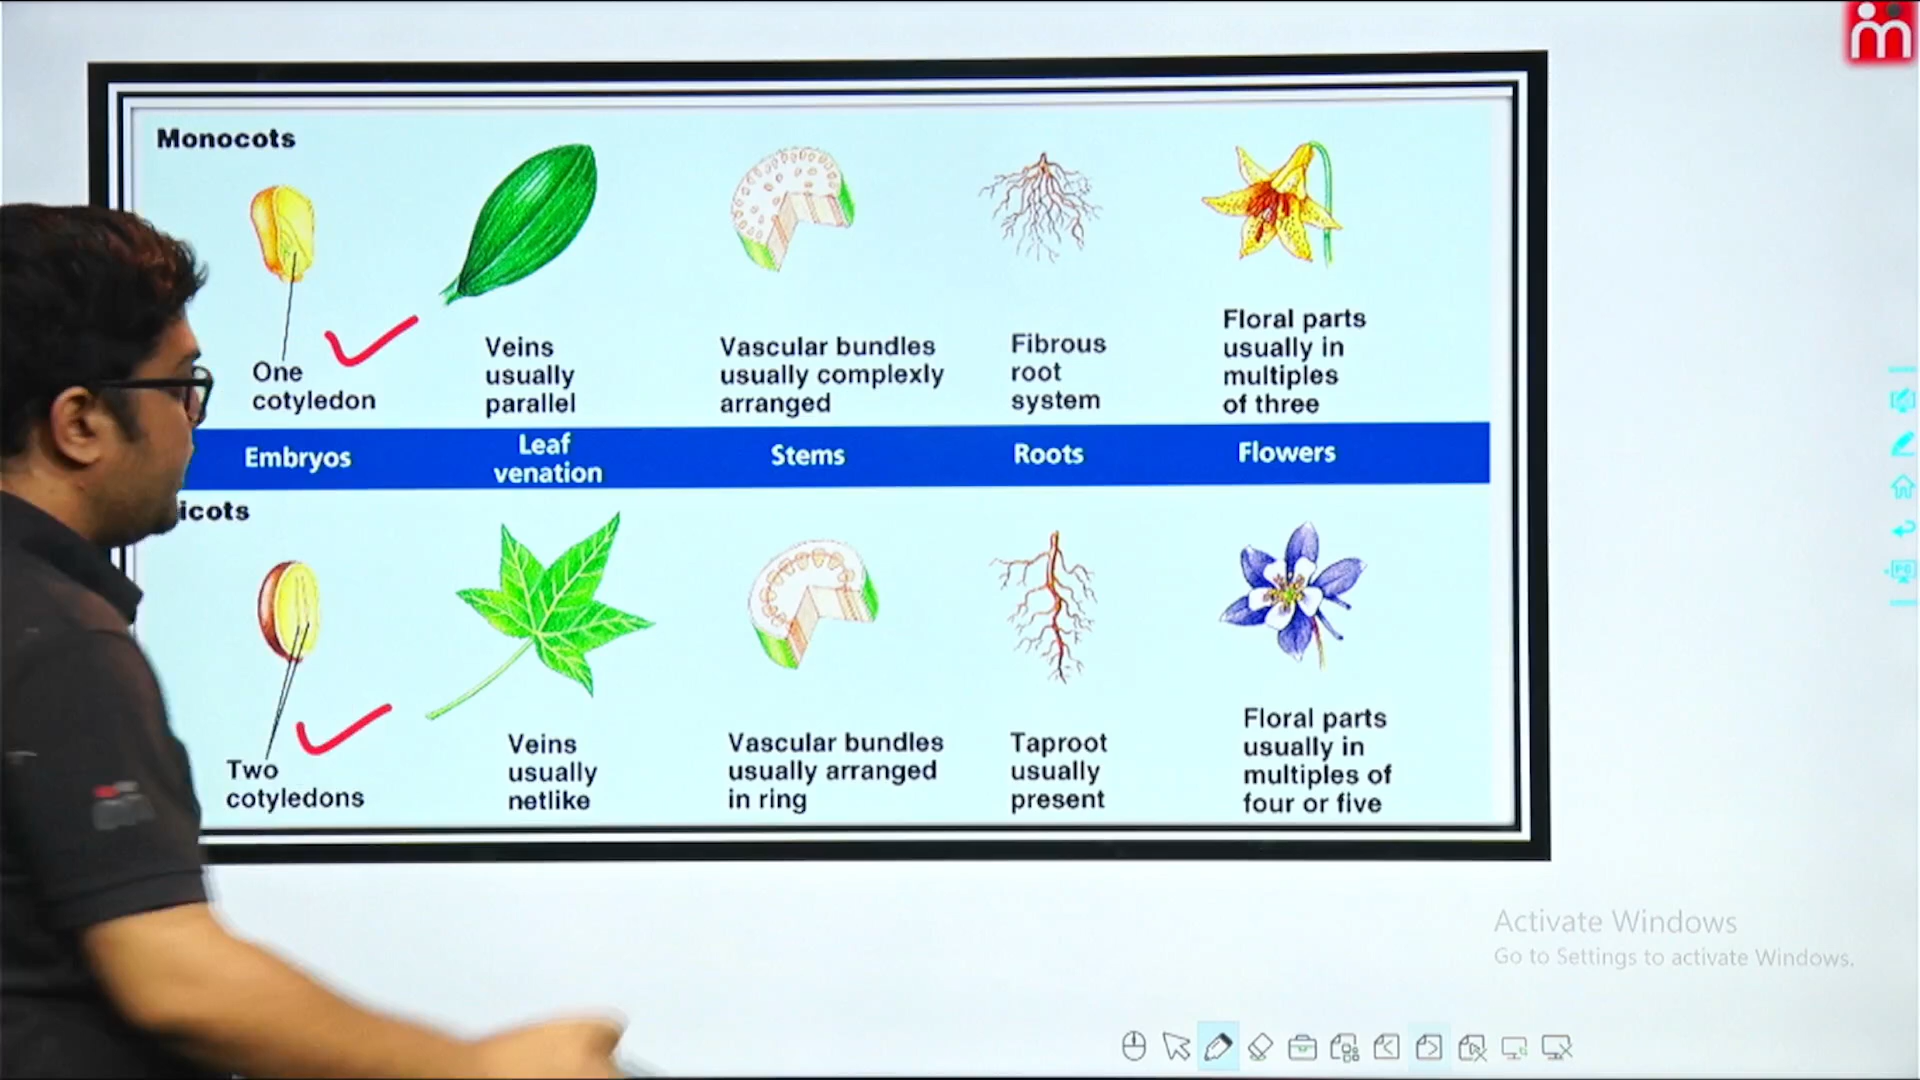 Monocots
One
cotyledon
Veins
usually
parallel
Vascular bundles
usually complexly
arranged
Fibrous
root
system
Floral parts
usually in
multiples
of three
Embryos
Leaf
venation
Stems
Roots
Flowers
icots
Two
cotyledons
Veins
usually
netlike
Vascular bundles
usually arranged
in ring
Taproot
usually
present
Floral parts
usually in
multiples of
four or five
Activate Windows
Go to Settings to activate Windows.